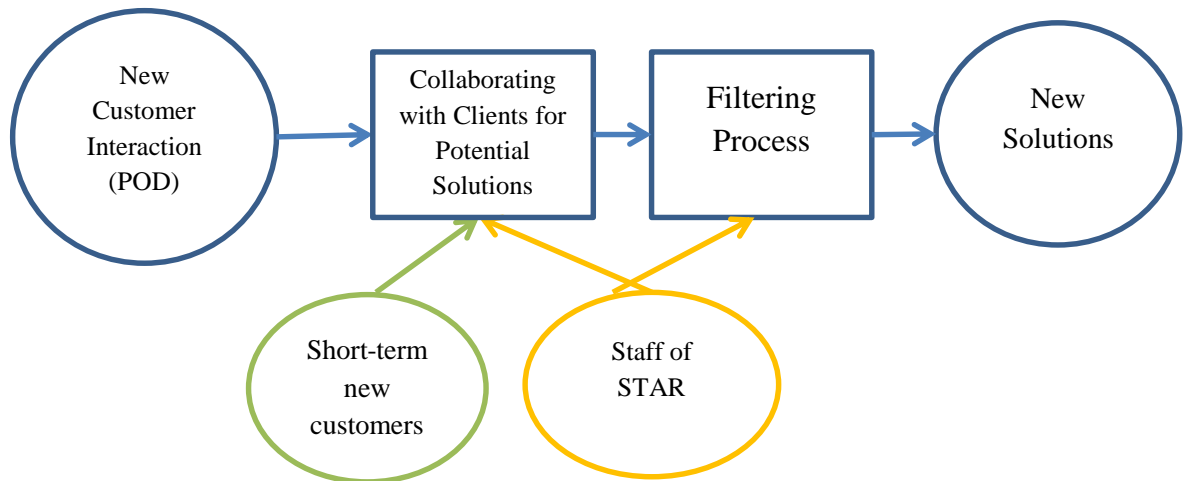 New
Customer
Interaction
(POD)
Collaborating
with Clients for
Potential
Solutions
Filtering
Process
New
Solutions
Short-term
new
customers
Staff of
STAR